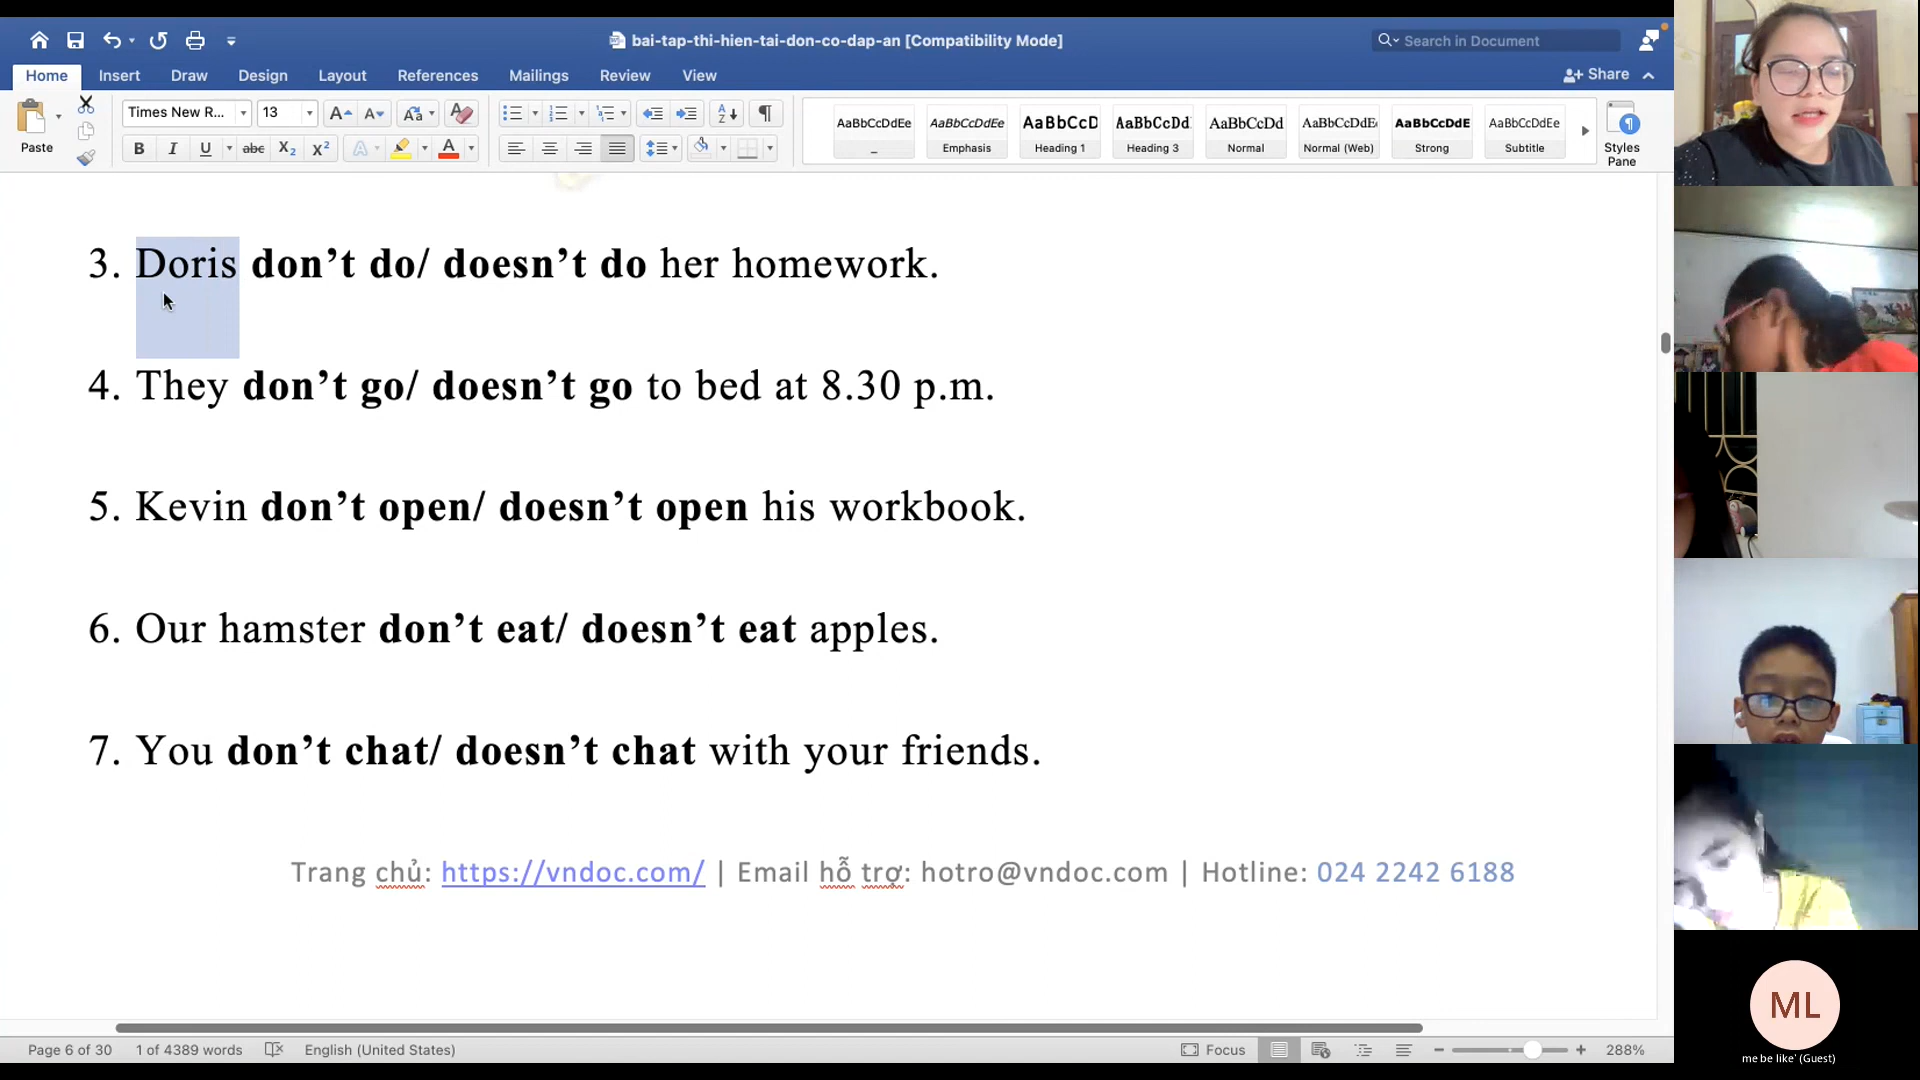 bai-tap-thi-hien-tai-don-co-dap-an [Compatibility Mode]
Search in Document
Home Insert Draw Design Layout References Mailings Review View
Share
Paste
Times New R... 13
AaBbCcDdEe AaBbCcDdEe AaBbCcD AaBbCcDd AaBbCcDd AaBbCcDdE AaBbCcDdE AaBbCcDdEe
_ Emphasis Heading 1 Heading 3 Normal Normal (Web) Strong Subtitle
Styles
Pane
3. Doris don’t do/ doesn’t do her homework.
4. They don’t go/ doesn’t go to bed at 8.30 p.m.
5. Kevin don’t open/ doesn’t open his workbook.
6. Our hamster don’t eat/ doesn’t eat apples.
7. You don’t chat/ doesn’t chat with your friends.
Trang chủ: https://vndoc.com/ | Email hỗ trợ: hotro@vndoc.com | Hotline: 024 2242 6188
Page 6 of 30 1 of 4389 words English (United States) Focus 288%
ML
me be like' (Guest)